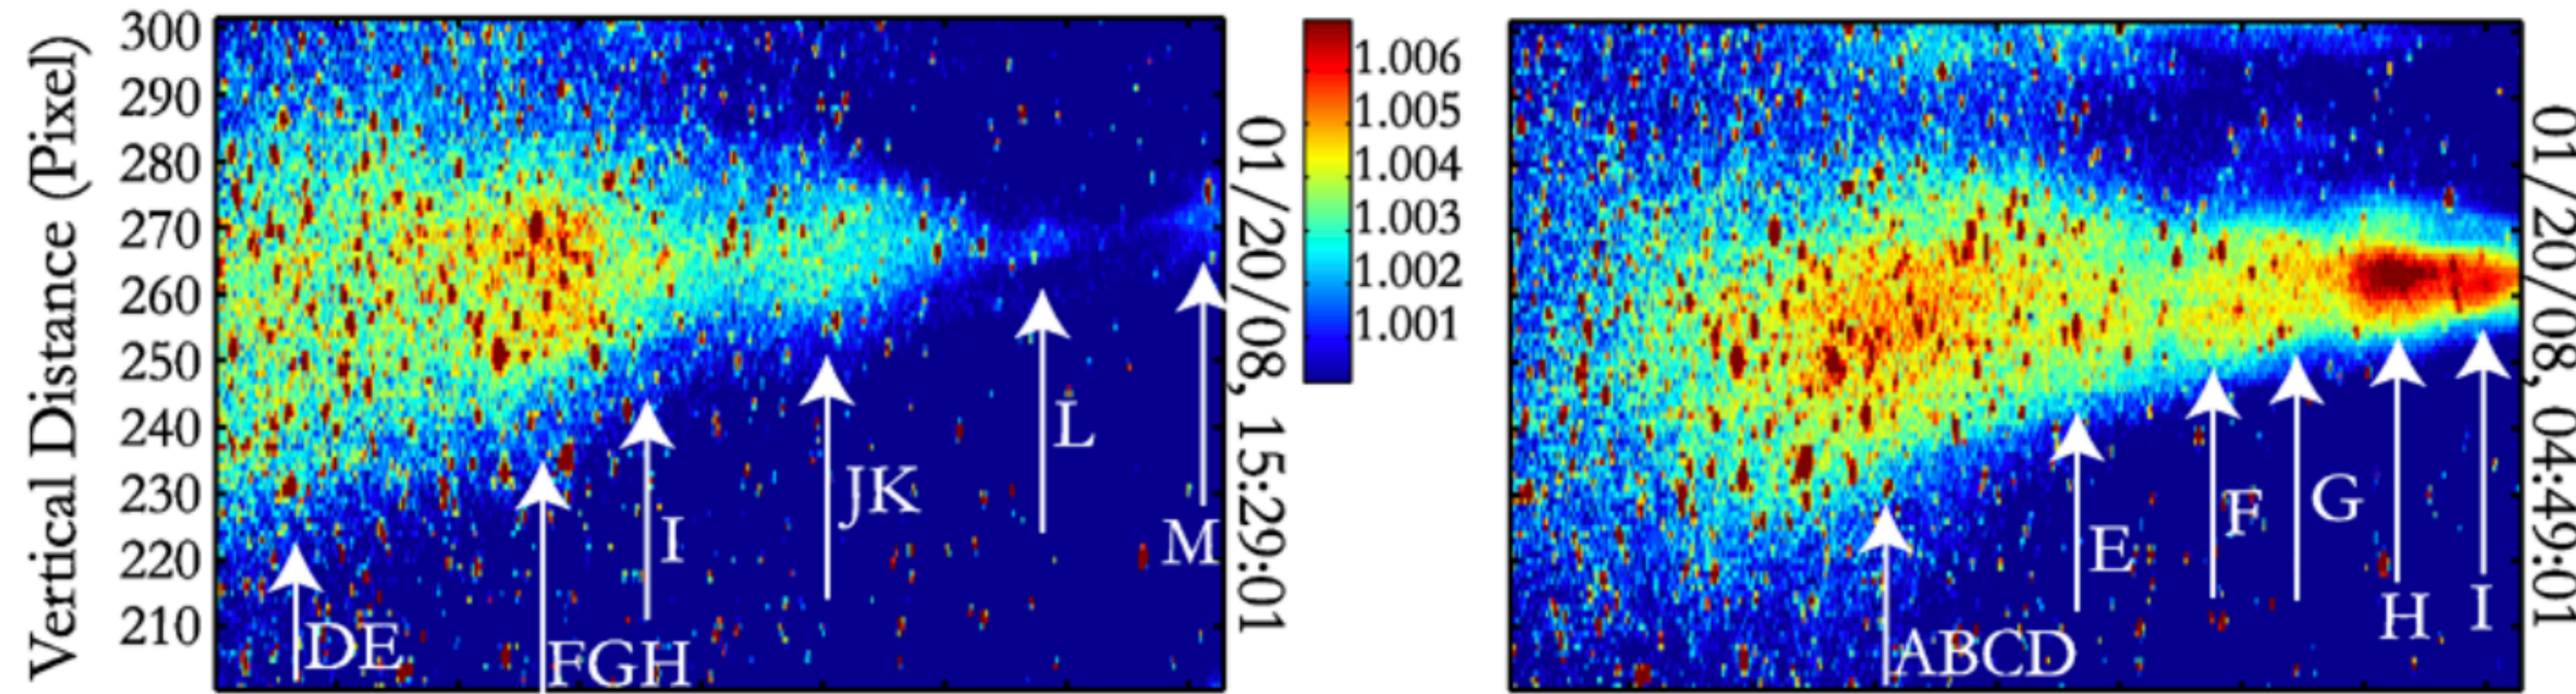 Vertical Distance (Pixel)
300
290
280
270
260
250
240
230
220
210
DE
FGH
I
JK
L
M
01/20/08, 15:29:01
1.006
1.005
1.004
1.003
1.002
1.001
ABCD
E
F
G
H
I
01/20/08, 04:49:01